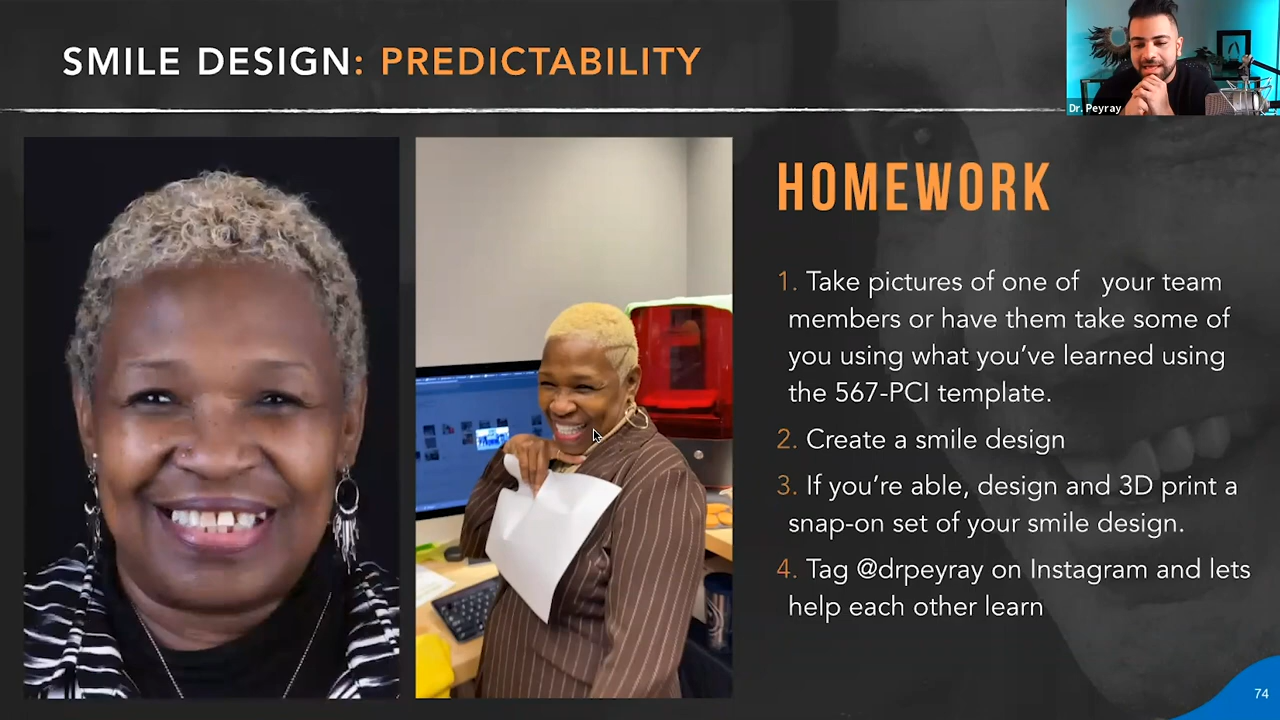 SMILE DESIGN: PREDICTABILITY
Dr. Peyray
HOMEWORK
1. Take pictures of one of   your team
members or have them take some of
you using what you’ve learned using
the 567-PCI template.
2. Create a smile design
3. If you’re able, design and 3D print a
snap-on set of your smile design.
4. Tag @drpeyray on Instagram and lets
help each other learn
74